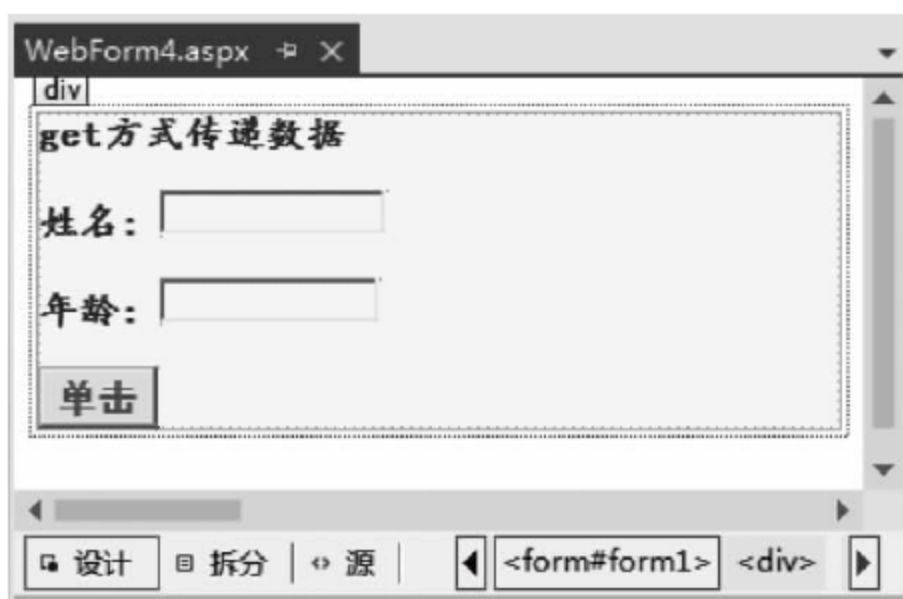 WebForm4.aspx
div
get方式传递数据
姓名:
年龄:
单击
设计 拆分 源 <form#form1> <div>